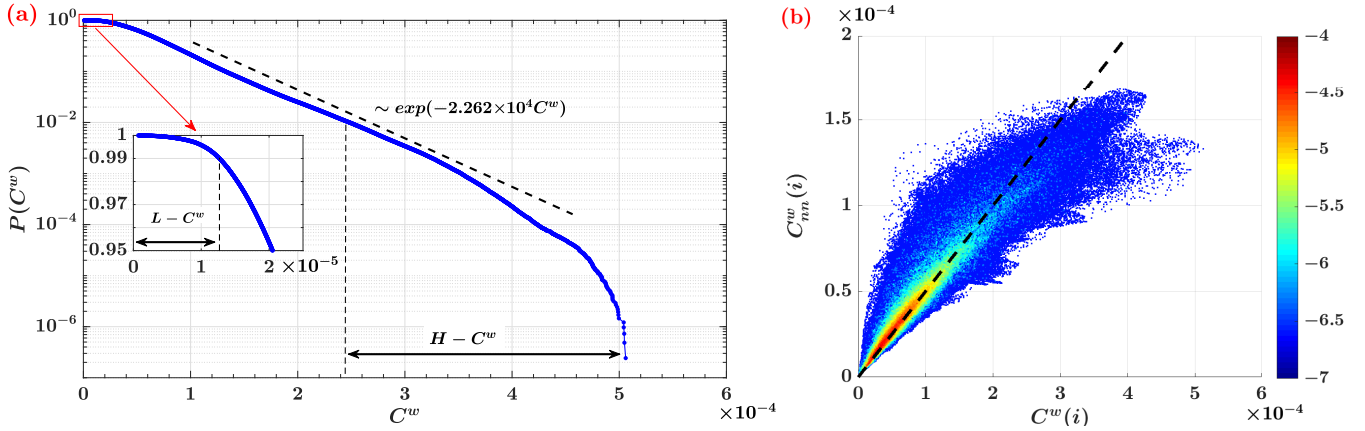 (a)
10^0
10^-2
10^-4
10^-6
P(C^w)
∼ exp(−2.262×10^4C^w)
1
0.99
0.97
0.95
L − C^w
0 1 2 ×10^-5
H − C^w
0 1 2 3 4 5 6
C^w
×10^-4
(b)
×10^-4
2
1.5
1
0.5
0
C^w_nn(i)
0 1 2 3 4 5 6
C^w(i)
×10^-4
−4
−4.5
−5
−5.5
−6
−6.5
−7